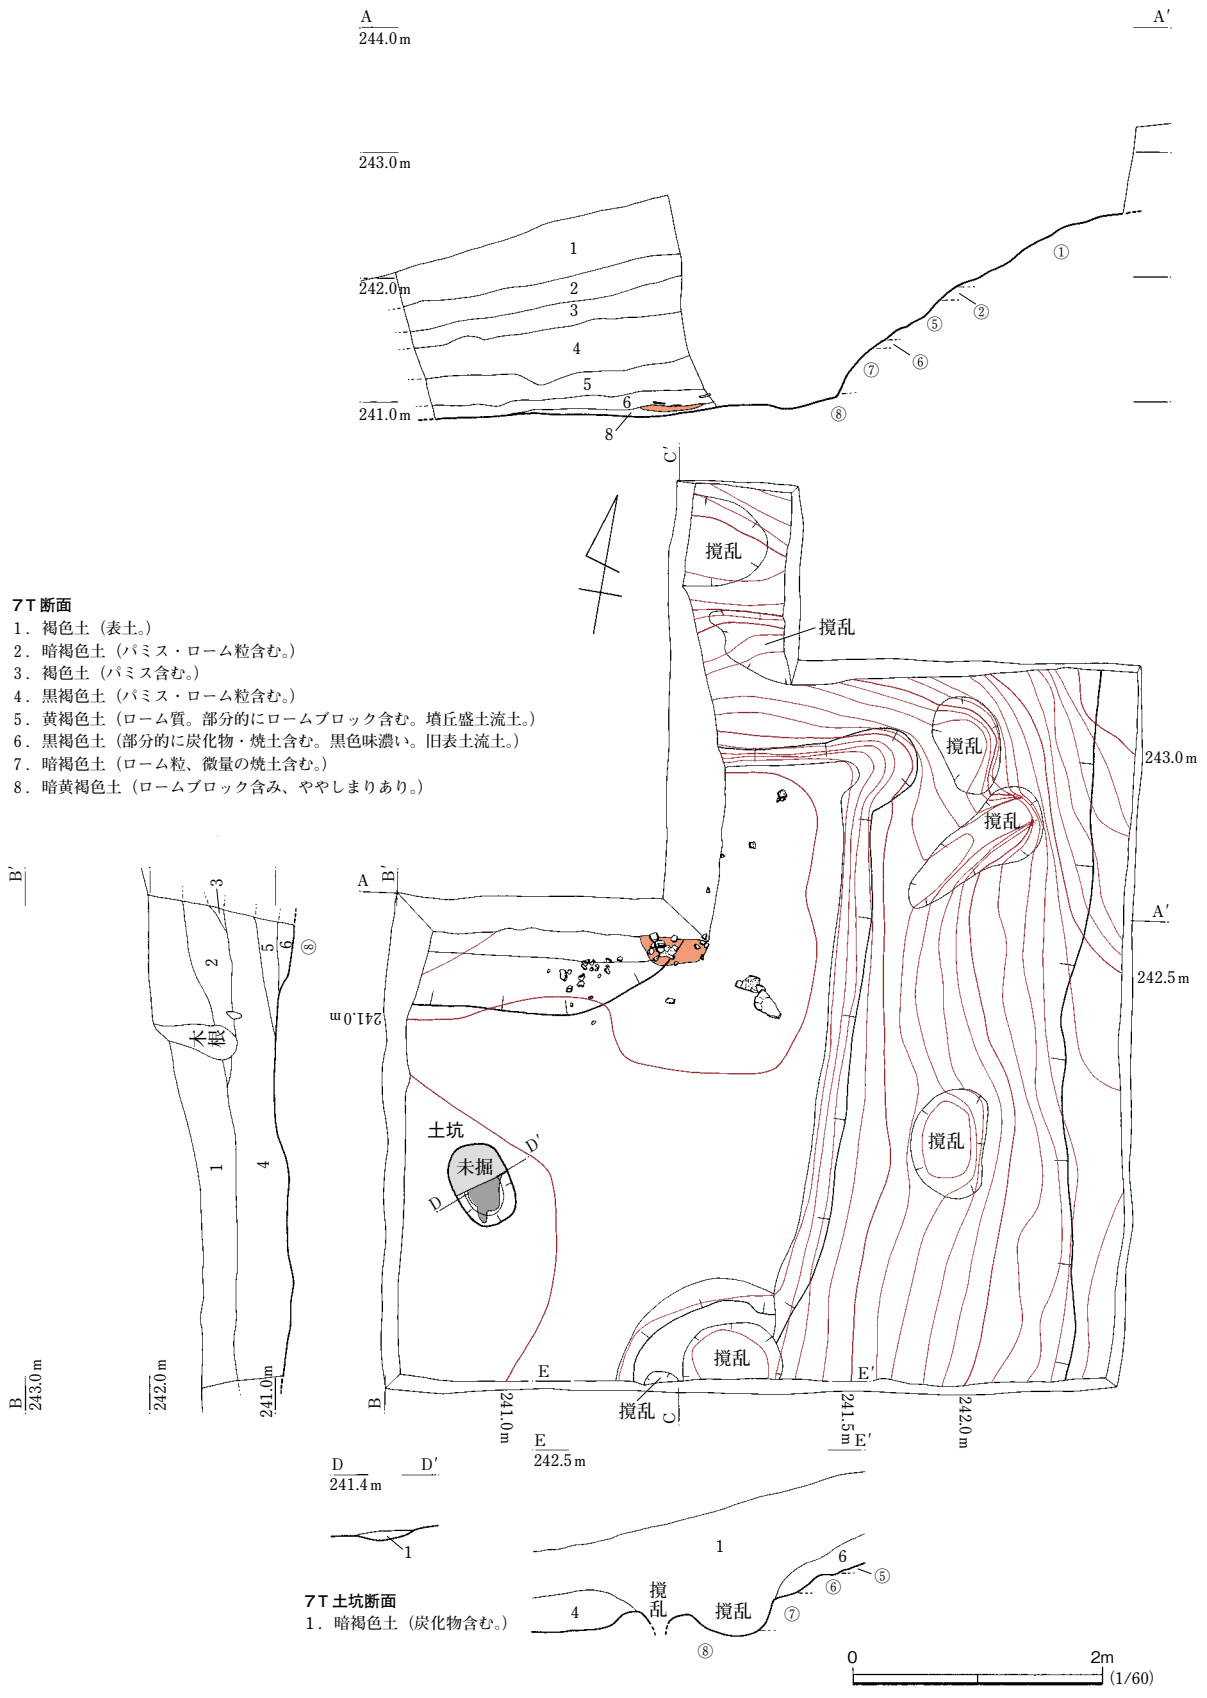 A
A′
244.0m
243.0m
1
①
242.0m
2
3
②
⑤
4
⑥
⑦
5
6
241.0m
⑧
8
C′
撹乱
撹乱
7T断面
1. 褐色土（表土。）
2. 暗褐色土（パミス・ローム粒含む。）
3. 褐色土（パミス含む。）
4. 黒褐色土（パミス・ローム粒含む。）
5. 黄褐色土（ローム質。部分的にロームブロック含む。墳丘盛土流土。）
6. 黒褐色土（部分的に炭化物・焼土含む。黒色味濃い。旧表土流土。）
7. 暗褐色土（ローム粒、微量の焼土含む。）
8. 暗黄褐色土（ロームブロック含み、ややしまりあり。）
撹乱
243.0m
撹乱
B′
3
A
B′
A′
2
5
6
⑧
242.5m
241.0m
木根
土坑
D′
撹乱
未掘
1
4
D
撹乱
B
243.0m
242.0m
241.0m
E
E′
B
撹乱
C
241.0m
241.5m
242.0m
D
D′
241.4m
E
E′
242.5m
1
1
6
⑤
⑥
7T土坑断面
1. 暗褐色土（炭化物含む。）
4
撹乱
撹乱
⑦
⑧
0
2m
(1/60)